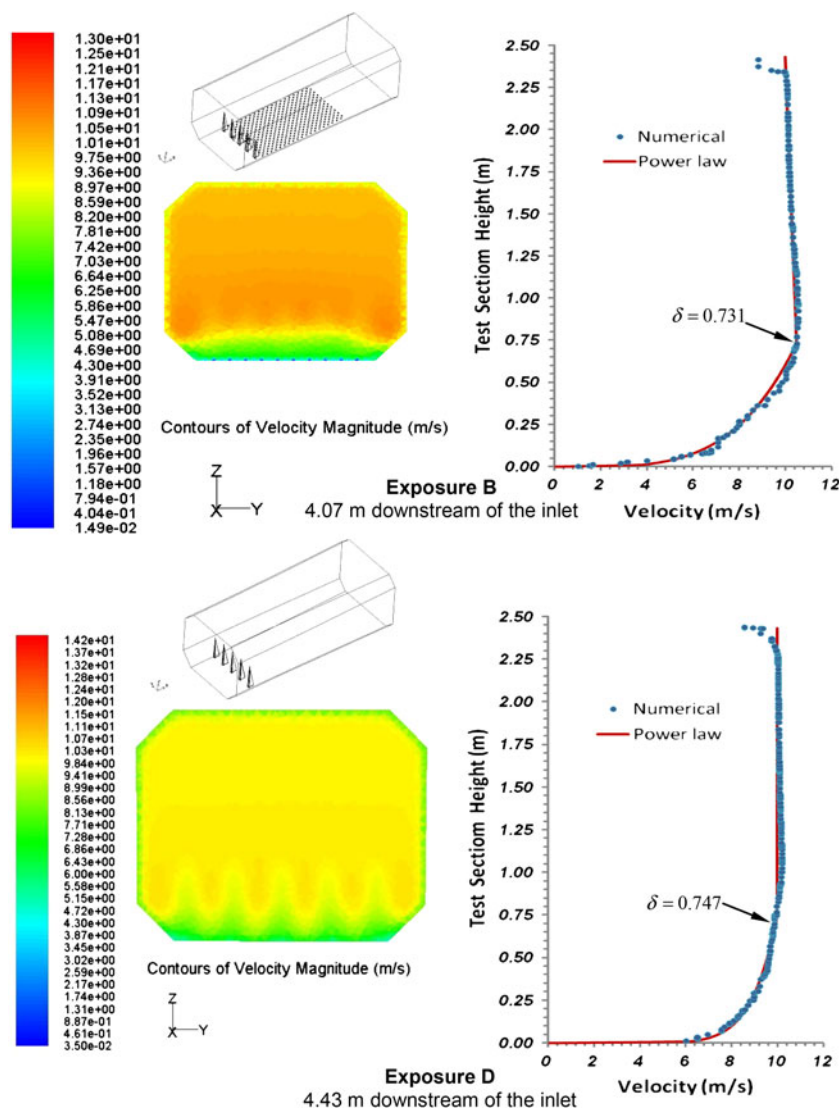 1.30e+01
1.25e+01
1.21e+01
1.17e+01
1.13e+01
1.09e+01
1.05e+01
1.01e+01
9.75e+00
9.36e+00
8.97e+00
8.59e+00
8.20e+00
7.81e+00
7.42e+00
7.03e+00
6.64e+00
6.25e+00
5.86e+00
5.47e+00
5.08e+00
4.69e+00
4.30e+00
3.91e+00
3.52e+00
3.13e+00
2.74e+00
2.35e+00
1.96e+00
1.57e+00
1.18e+00
7.94e-01
4.04e-01
1.49e-02
Contours of Velocity Magnitude (m/s)
Z
X Y
Test Sectiom Height (m)
2.50
2.25
2.00
1.75
1.50
1.25
1.00
0.75
0.50
0.25
0.00
Numerical
Power law
δ = 0.731
0 2 4 6 8 10 12
Velocity (m/s)
Exposure B
4.07 m downstream of the inlet
1.42e+01
1.37e+01
1.32e+01
1.28e+01
1.24e+01
1.20e+01
1.15e+01
1.11e+01
1.07e+01
1.03e+01
9.84e+00
9.41e+00
8.99e+00
8.56e+00
8.13e+00
7.71e+00
7.28e+00
6.86e+00
6.43e+00
6.00e+00
5.58e+00
5.15e+00
4.72e+00
4.30e+00
3.87e+00
3.45e+00
3.02e+00
2.59e+00
2.17e+00
1.74e+00
1.31e+00
8.87e-01
4.61e-01
3.50e-02
Contours of Velocity Magnitude (m/s)
Z
X Y
Test Sectiom Height (m)
2.50
2.25
2.00
1.75
1.50
1.25
1.00
0.75
0.50
0.25
0.00
Numerical
Power law
δ = 0.747
0 2 4 6 8 10 12
Velocity (m/s)
Exposure D
4.43 m downstream of the inlet